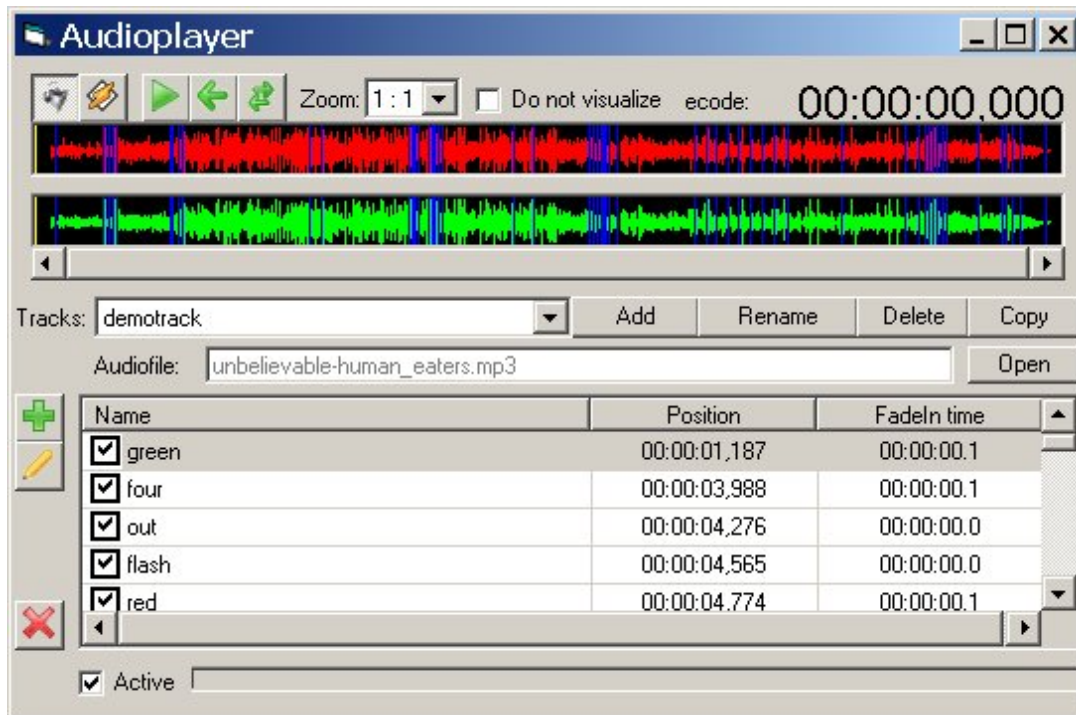 Audioplayer
Zoom: 1 : 1 Do not visualize ecode: 00:00:00,000
Tracks: demotrack Add Rename Delete Copy
Audiofile: unbelievable-human_eaters.mp3 Open
Name Position FadeIn time
green 00:00:01,187 00:00:00.1
four 00:00:03,988 00:00:00.1
out 00:00:04,276 00:00:00.0
flash 00:00:04,565 00:00:00.0
red 00:00:04,774 00:00:00.1
Active